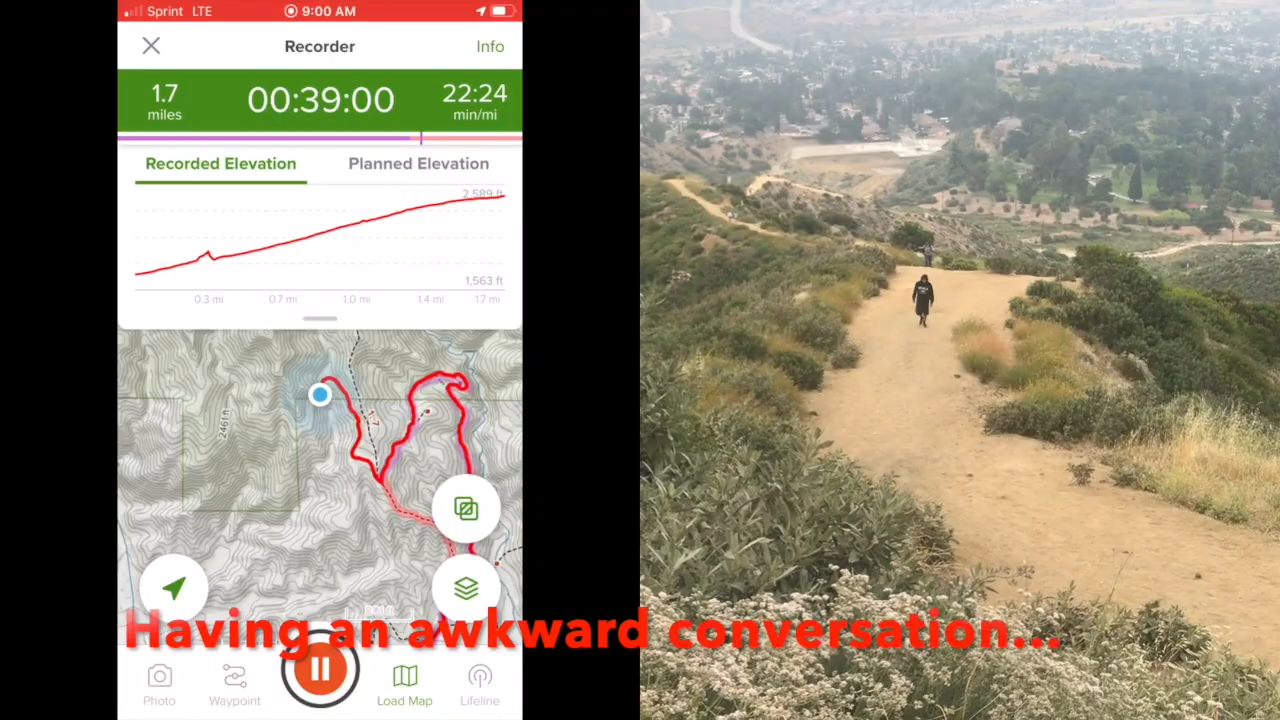 Sprint LTE 9:00 AM
Recorder
Info
1.7
miles
00:39:00
22:24
min/mi
Recorded Elevation
Planned Elevation
2,589 ft
1,563 ft
0.3 mi 0.7 mi 1.0 mi 1.4 mi 1.7 mi
2461 ft
1.7
Having an awkward conversation...
Photo
Waypoint
Load Map
Lifeline